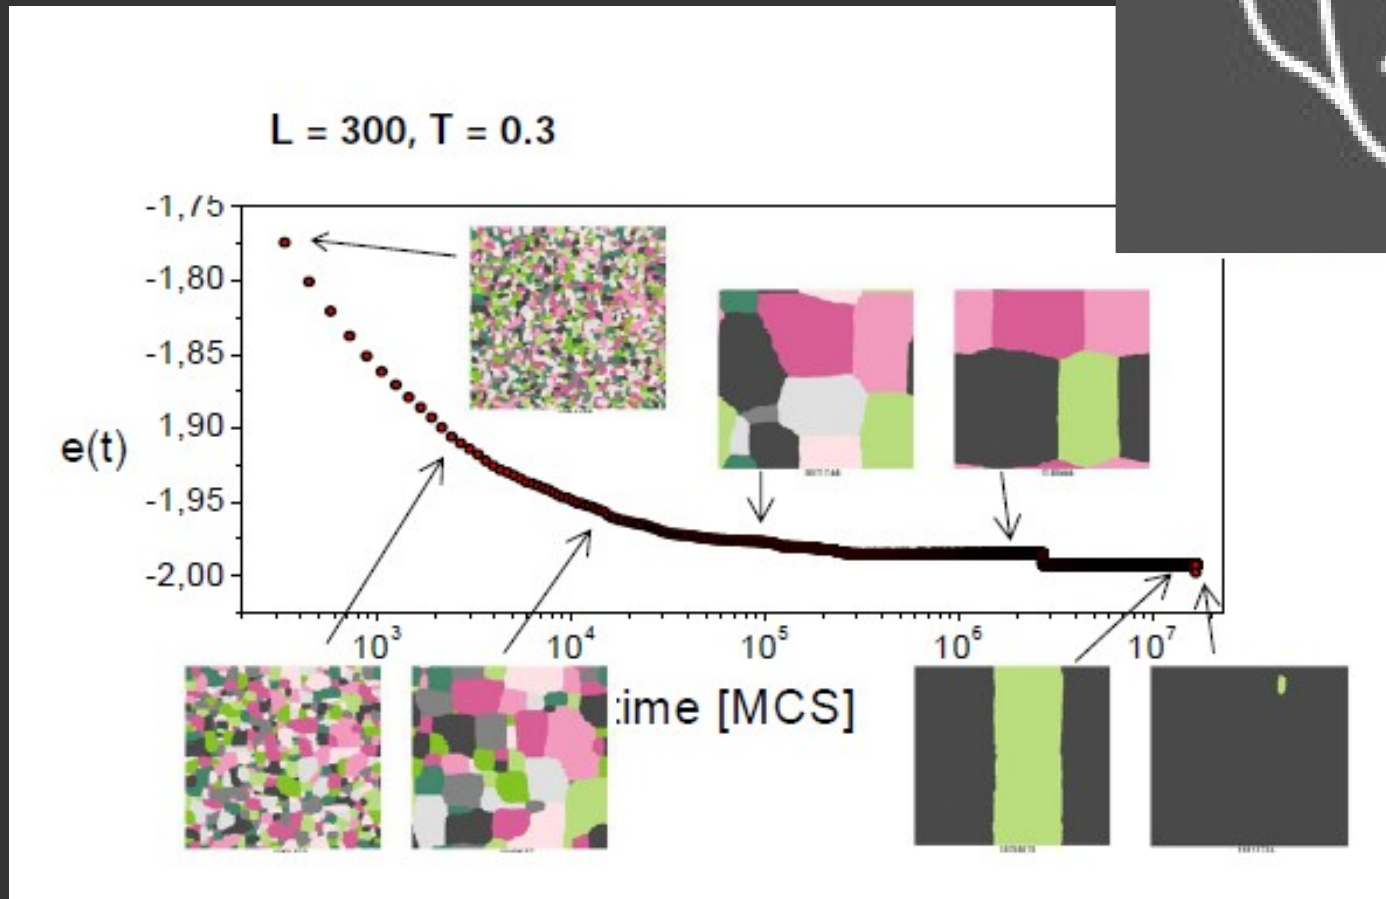 L = 300, T = 0.3
-1,75
-1,80
-1,85
1,90
-1,95
-2,00
e(t)
10³ 10⁴ 10⁵ 10⁶ 10⁷
time [MCS]